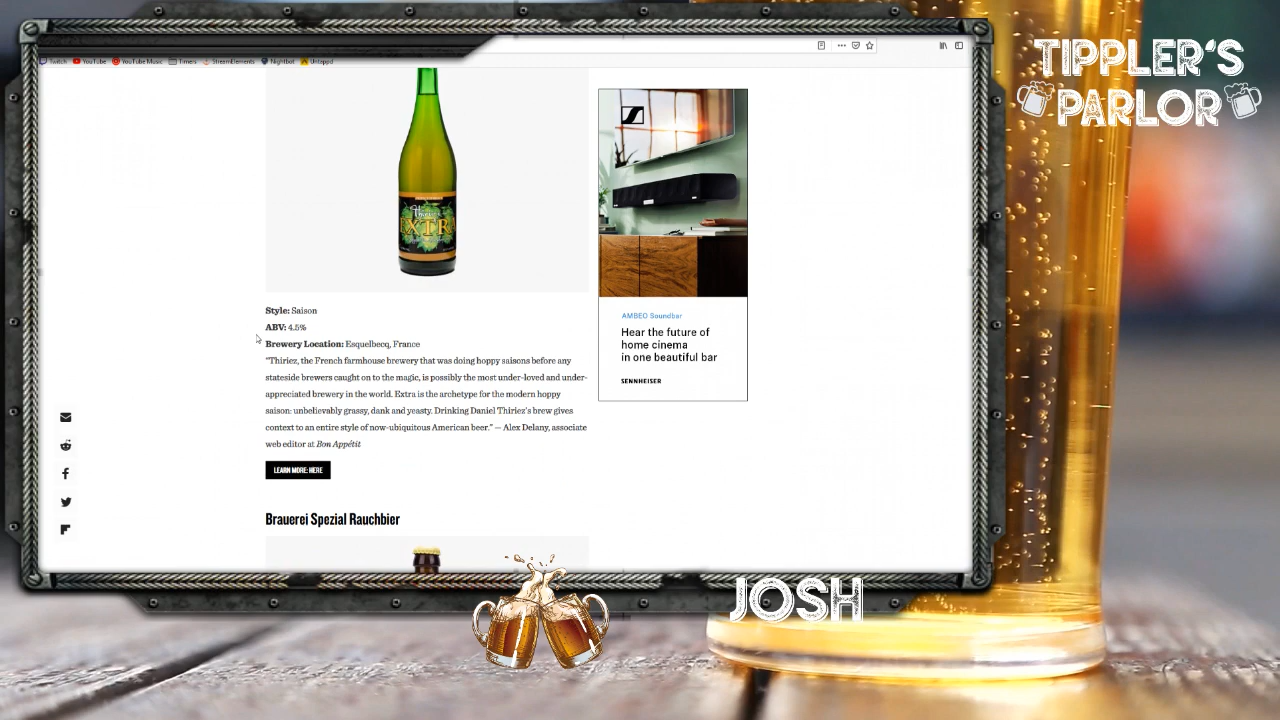 TIPPLER'S
PARLOR
Twitch YouTube YouTube Music Timers StreamElements Nightbot Untappd
Thiriez
EXTRA
Style: Saison
ABV: 4.5%
Brewery Location: Esquelbecq, France
"Thiriez, the French farmhouse brewery that was doing hoppy saisons before any
stateside brewers caught on to the magic, is possibly the most under-loved and under-
appreciated brewery in the world. Extra is the archetype for the modern hoppy
saison: unbelievably grassy, dank and yeasty. Drinking Daniel Thiriez's brew gives
context to an entire style of now-ubiquitous American beer." — Alex Delany, associate
web editor at Bon Appétit
LEARN MORE: HERE
Brauerei Spezial Rauchbier
AMBEO Soundbar
Hear the future of
home cinema
in one beautiful bar
SENNHEISER
JOSH